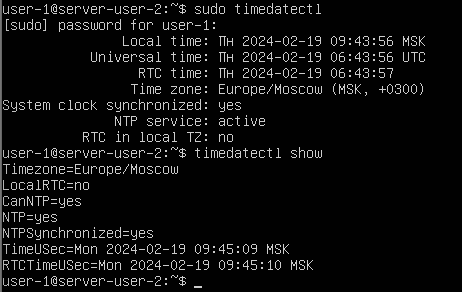 user-1@server-user-2:~$ sudo timedatectl
[sudo] password for user-1:
Local time: Пн 2024-02-19 09:43:56 MSK
Universal time: Пн 2024-02-19 06:43:56 UTC
RTC time: Пн 2024-02-19 06:43:57
Time zone: Europe/Moscow (MSK, +0300)
System clock synchronized: yes
NTP service: active
RTC in local TZ: no
user-1@server-user-2:~$ timedatectl show
Timezone=Europe/Moscow
LocalRTC=no
CanNTP=yes
NTP=yes
NTPSynchronized=yes
TimeUSec=Mon 2024-02-19 09:45:09 MSK
RTCTimeUSec=Mon 2024-02-19 09:45:10 MSK
user-1@server-user-2:~$ _